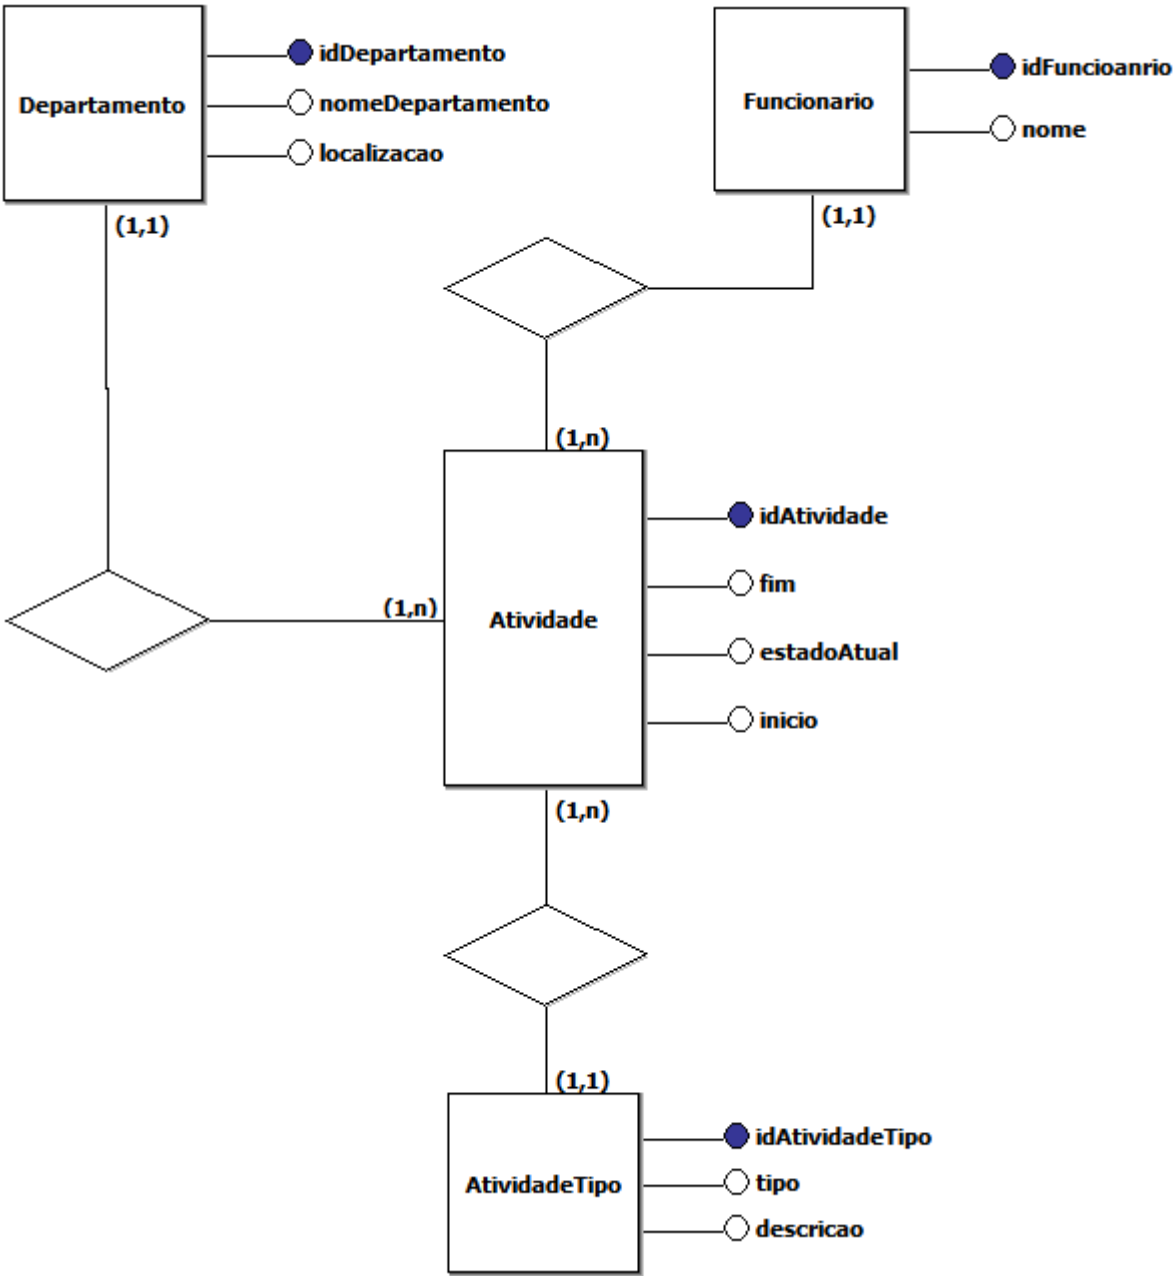 Departamento
idDepartamento
nomeDepartamento
localizacao
(1,1)
Funcionario
idFuncioanrio
nome
(1,1)
(1,n)
(1,n)
Atividade
idAtividade
fim
estadoAtual
inicio
(1,n)
(1,1)
AtividadeTipo
idAtividadeTipo
tipo
descricao